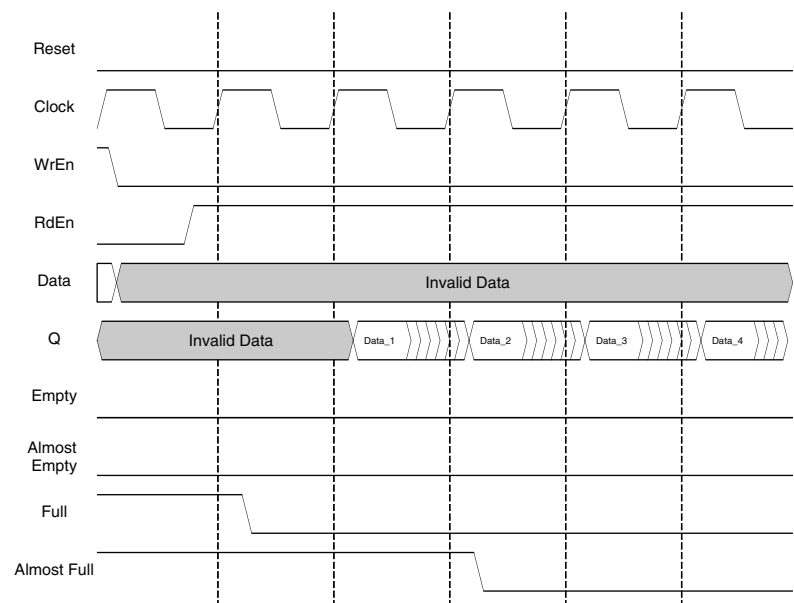 Reset
Clock
WrEn
RdEn
Data
Invalid Data
Q
Invalid Data
Data_1
Data_2
Data_3
Data_4
Empty
Almost
Empty
Full
Almost Full